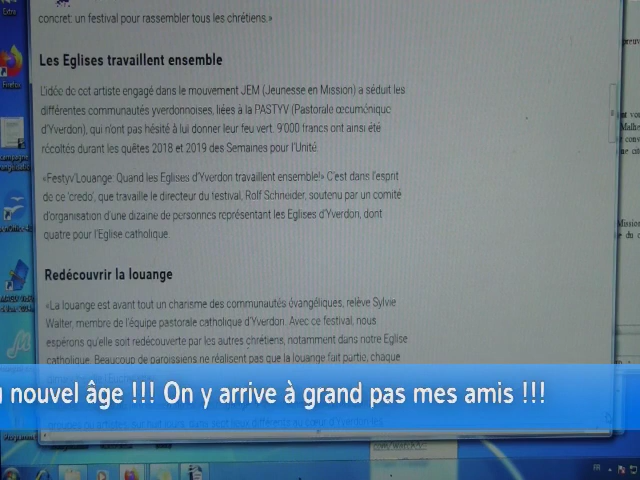 concret: un festival pour rassembler tous les chrétiens.»
Les Eglises travaillent ensemble
L'idée de cet artiste engagé dans le mouvement JEM (Jeunesse en Mission) a séduit les
différentes communautés yverdonnoises, liées à la PASTYV (Pastorale œcuménique
d'Yverdon), qui n'ont pas hésité à lui donner leur feu vert. 9'000 francs ont ainsi été
récoltés durant les quêtes 2018 et 2019 des Semaines pour l'Unité.
«Festyv'Louange: Quand les Eglises d'Yverdon travaillent ensemble!» C'est dans l'esprit
de ce 'credo', que travaille le directeur du festival, Rolf Schneider, soutenu par un comité
d'organisation d'une dizaine de personnes représentant les Eglises d'Yverdon, dont
quatre pour l'Eglise catholique.
Redécouvrir la louange
«La louange est avant tout un charisme des communautés évangéliques, relève Sylvie
Walter, membre de l'équipe pastorale catholique d'Yverdon. Avec ce festival, nous
espérons qu'elle soit redécouverte par les autres chrétiens, notamment dans notre Eglise
catholique. Beaucoup de paroissiens ne réalisent pas que la louange fait partie, chaque
nouvel âge !!! On y arrive à grand pas mes amis !!!
Extra
Firefox
Mission
FR